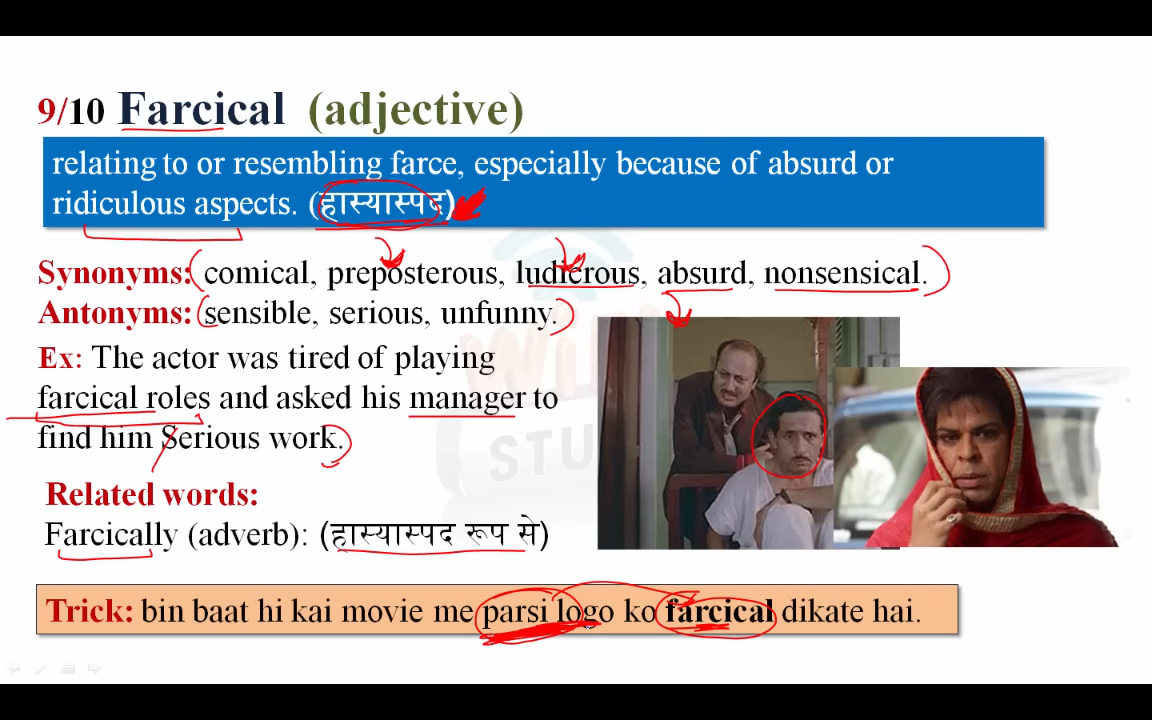 9/10 Farcical (adjective)
relating to or resembling farce, especially because of absurd or
ridiculous aspects. (हास्यास्पद)
Synonyms: comical, preposterous, ludicrous, absurd, nonsensical.
Antonyms: sensible, serious, unfunny.
Ex: The actor was tired of playing
farcical roles and asked his manager to
find him Serious work.
Related words:
Farcically (adverb): (हास्यास्पद रूप से)
Trick: bin baat hi kai movie me parsi logo ko farcical dikate hai.